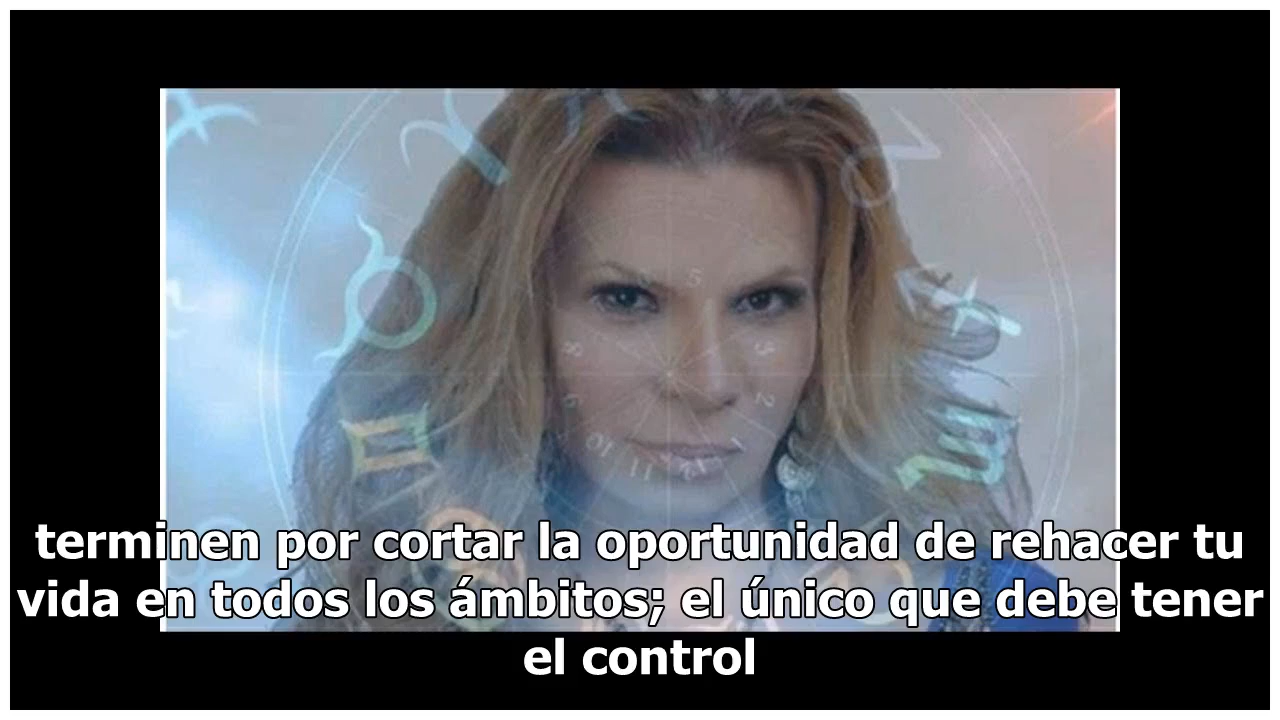 terminen por cortar la oportunidad de rehacer tu
vida en todos los ámbitos; el único que debe tener
el control